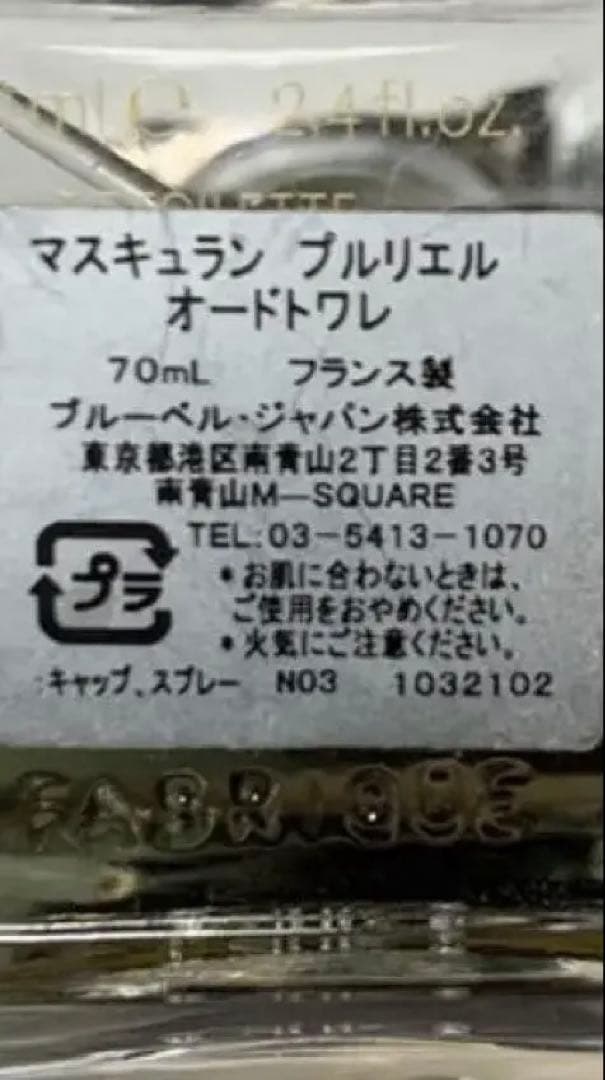 ml ℮ 2.4 fl.oz.
TOILETTE
マスキュラン プルリエル
オードトワレ
70mL フランス製
ブルーベル・ジャパン株式会社
東京都港区南青山2丁目2番3号
南青山M—SQUARE
TEL:03-5413-1070
プラ
*お肌に合わないときは、
ご使用をおやめください。
*火気にご注意ください。
:キャップ、スプレー N03 1032102
FABRIQUE